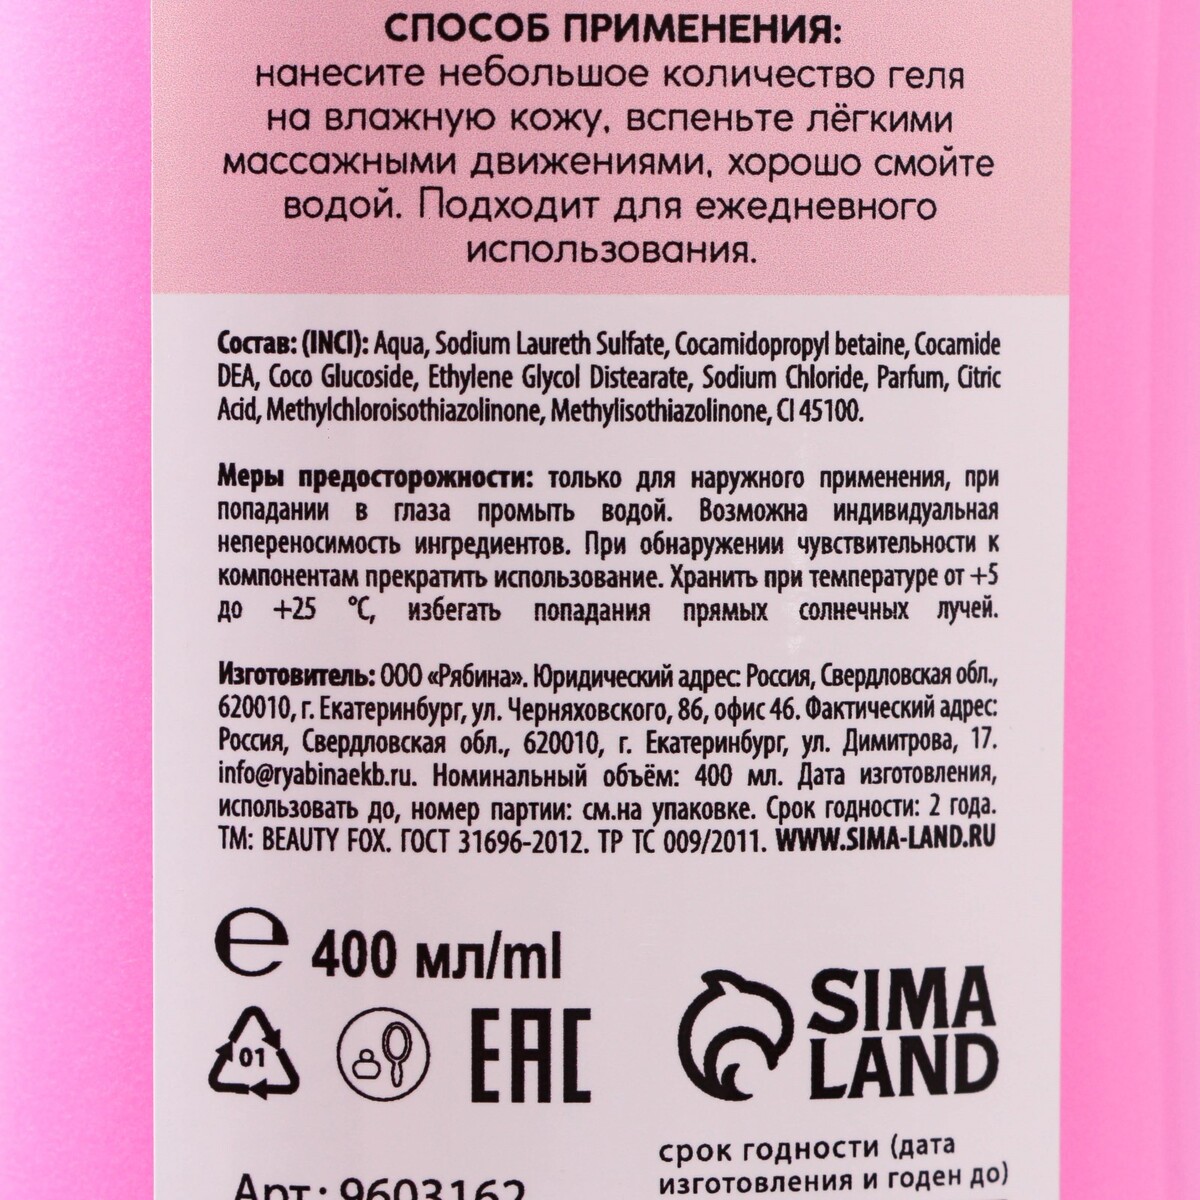 СПОСОБ ПРИМЕНЕНИЯ:
нанесите небольшое количество геля
на влажную кожу, вспеньте лёгкими
массажными движениями, хорошо смойте
водой. Подходит для ежедневного
использования.
Состав: (INCI): Aqua, Sodium Laureth Sulfate, Cocamidopropyl betaine, Cocamide
DEA, Coco Glucoside, Ethylene Glycol Distearate, Sodium Chloride, Parfum, Citric
Acid, Methylchloroisothiazolinone, Methylisothiazolinone, CI 45100.
Меры предосторожности: только для наружного применения, при
попадании в глаза промыть водой. Возможна индивидуальная
непереносимость ингредиентов. При обнаружении чувствительности к
компонентам прекратить использование. Хранить при температуре от +5
до +25 °С, избегать попадания прямых солнечных лучей.
Изготовитель: ООО «Рябина». Юридический адрес: Россия, Свердловская обл.,
620010, г. Екатеринбург, ул. Черняховского, 86, офис 46. Фактический адрес:
Россия, Свердловская обл., 620010, г. Екатеринбург, ул. Димитрова, 17.
info@ryabinaekb.ru. Номинальный объём: 400 мл. Дата изготовления,
использовать до, номер партии: см.на упаковке. Срок годности: 2 года.
ТМ: BEAUTY FOX. ГОСТ 31696-2012. ТР ТС 009/2011. WWW.SIMA-LAND.RU
℮ 400 мл/ml
01
EAC
SIMA
LAND
срок годности (дата
изготовления и годен до)
Арт.: 9603162